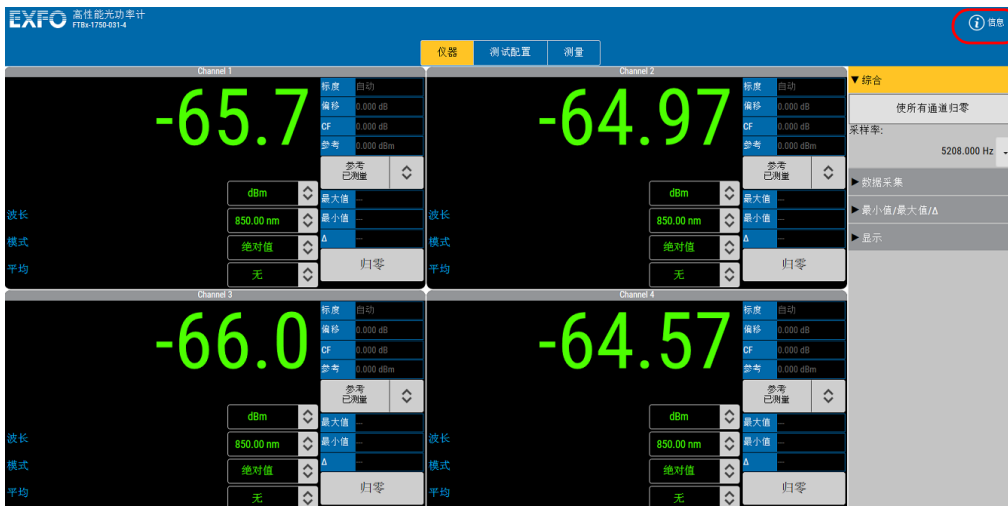 EXFO 高性能光功率计
FTBx-1750-031-4
信息
仪器 测试配置 测量
Channel 1
-65.7
标度 自动
偏移 0.000 dB
CF 0.000 dB
参考 0.000 dBm
参考
已测量
dBm
最大值 --
波长 850.00 nm
最小值 --
模式 绝对值
Δ --
平均 无
归零
Channel 2
-64.97
标度 自动
偏移 0.000 dB
CF 0.000 dB
参考 0.000 dBm
参考
已测量
dBm
最大值 --
波长 850.00 nm
最小值 --
模式 绝对值
Δ --
平均 无
归零
▼综合
使所有通道归零
采样率:
5208.000 Hz
▶数据采集
▶最小值/最大值/Δ
▶显示
Channel 3
-66.0
标度 自动
偏移 0.000 dB
CF 0.000 dB
参考 0.000 dBm
参考
已测量
dBm
最大值 --
波长 850.00 nm
最小值 --
模式 绝对值
Δ --
平均 无
归零
Channel 4
-64.57
标度 自动
偏移 0.000 dB
CF 0.000 dB
参考 0.000 dBm
参考
已测量
dBm
最大值 --
波长 850.00 nm
最小值 --
模式 绝对值
Δ --
平均 无
归零